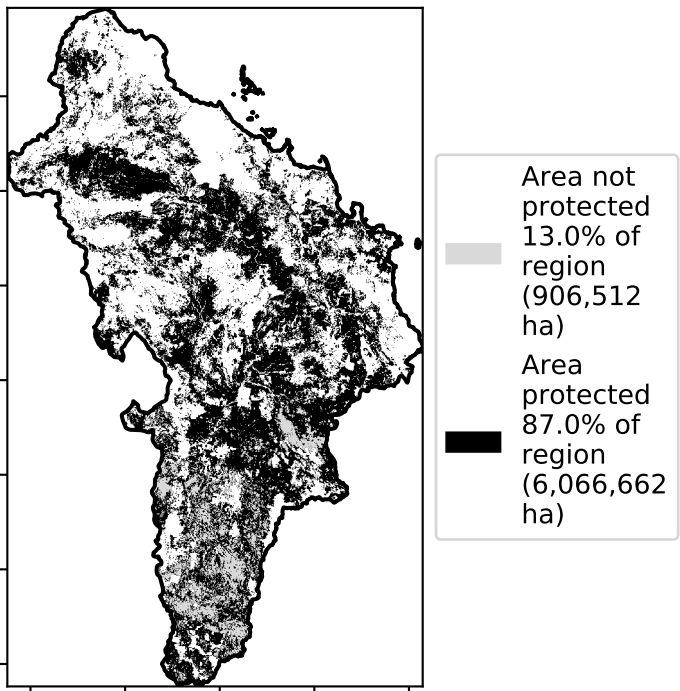 Area not
protected
13.0% of
region
(906,512
ha)
Area
protected
87.0% of
region
(6,066,662
ha)